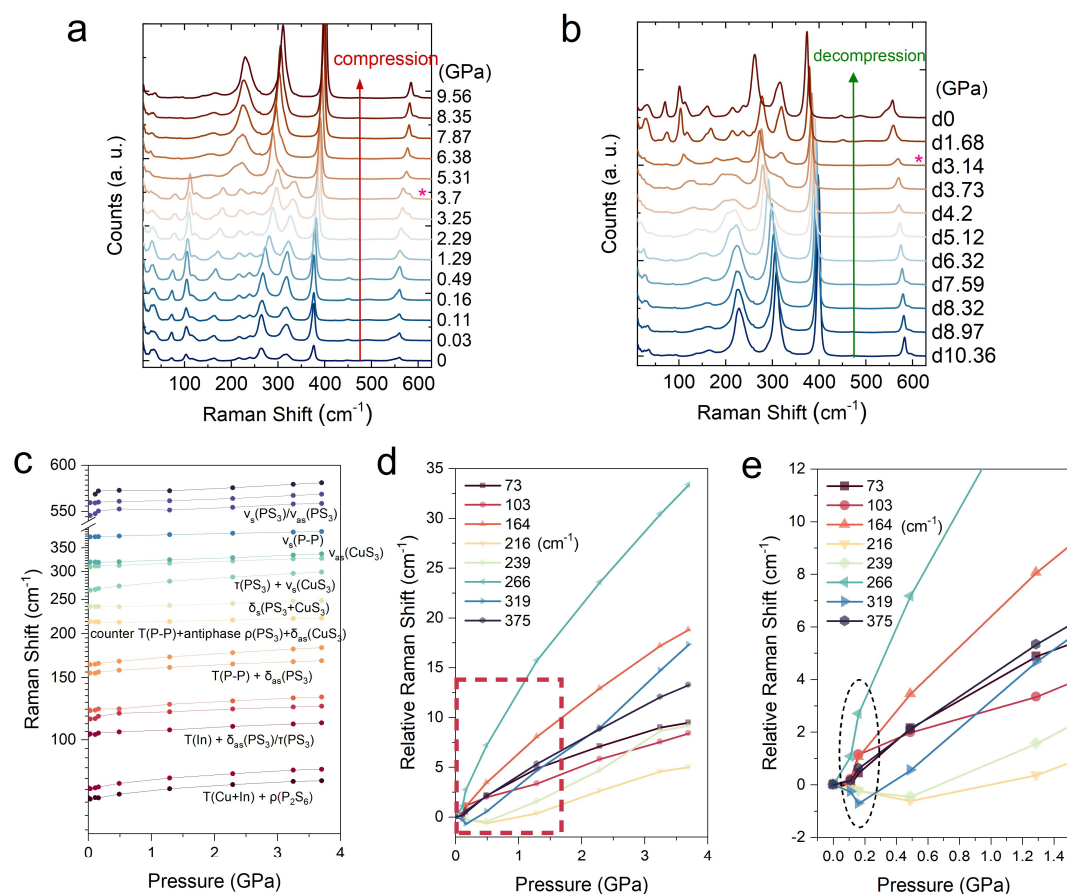 a
compression
(GPa)
9.56
8.35
7.87
6.38
5.31
3.7
*
3.25
2.29
1.29
0.49
0.16
0.11
0.03
0
Counts (a. u.)
100 200 300 400 500 600
Raman Shift (cm⁻¹)
b
decompression
(GPa)
d0
d1.68
*
d3.14
d3.73
d4.2
d5.12
d6.32
d7.59
d8.32
d8.97
d10.36
Counts (a. u.)
100 200 300 400 500 600
Raman Shift (cm⁻¹)
c
600
550
350
300
250
200
150
100
Raman Shift (cm⁻¹)
νs(PS₃)/νas(PS₃)
νs(P-P)
νas(CuS₃)
τ(PS₃) + νs(CuS₃)
δs(PS₃+CuS₃)
counter T(P-P)+antiphase ρ(PS₃)+δas(CuS₃)
T(P-P) + δas(PS₃)
T(In) + δas(PS₃)/τ(PS₃)
T(Cu+In) + ρ(P₂S₆)
0 1 2 3 4
Pressure (GPa)
d
35
30
25
20
15
10
5
0
Relative Raman Shift (cm⁻¹)
73
103
164
216 (cm⁻¹)
239
266
319
375
0 1 2 3 4
Pressure (GPa)
e
12
10
8
6
4
2
0
-2
Relative Raman Shift (cm⁻¹)
73
103
164 (cm⁻¹)
216
239
266
319
375
0.0 0.2 0.4 0.6 0.8 1.0 1.2 1.4
Pressure (GPa)